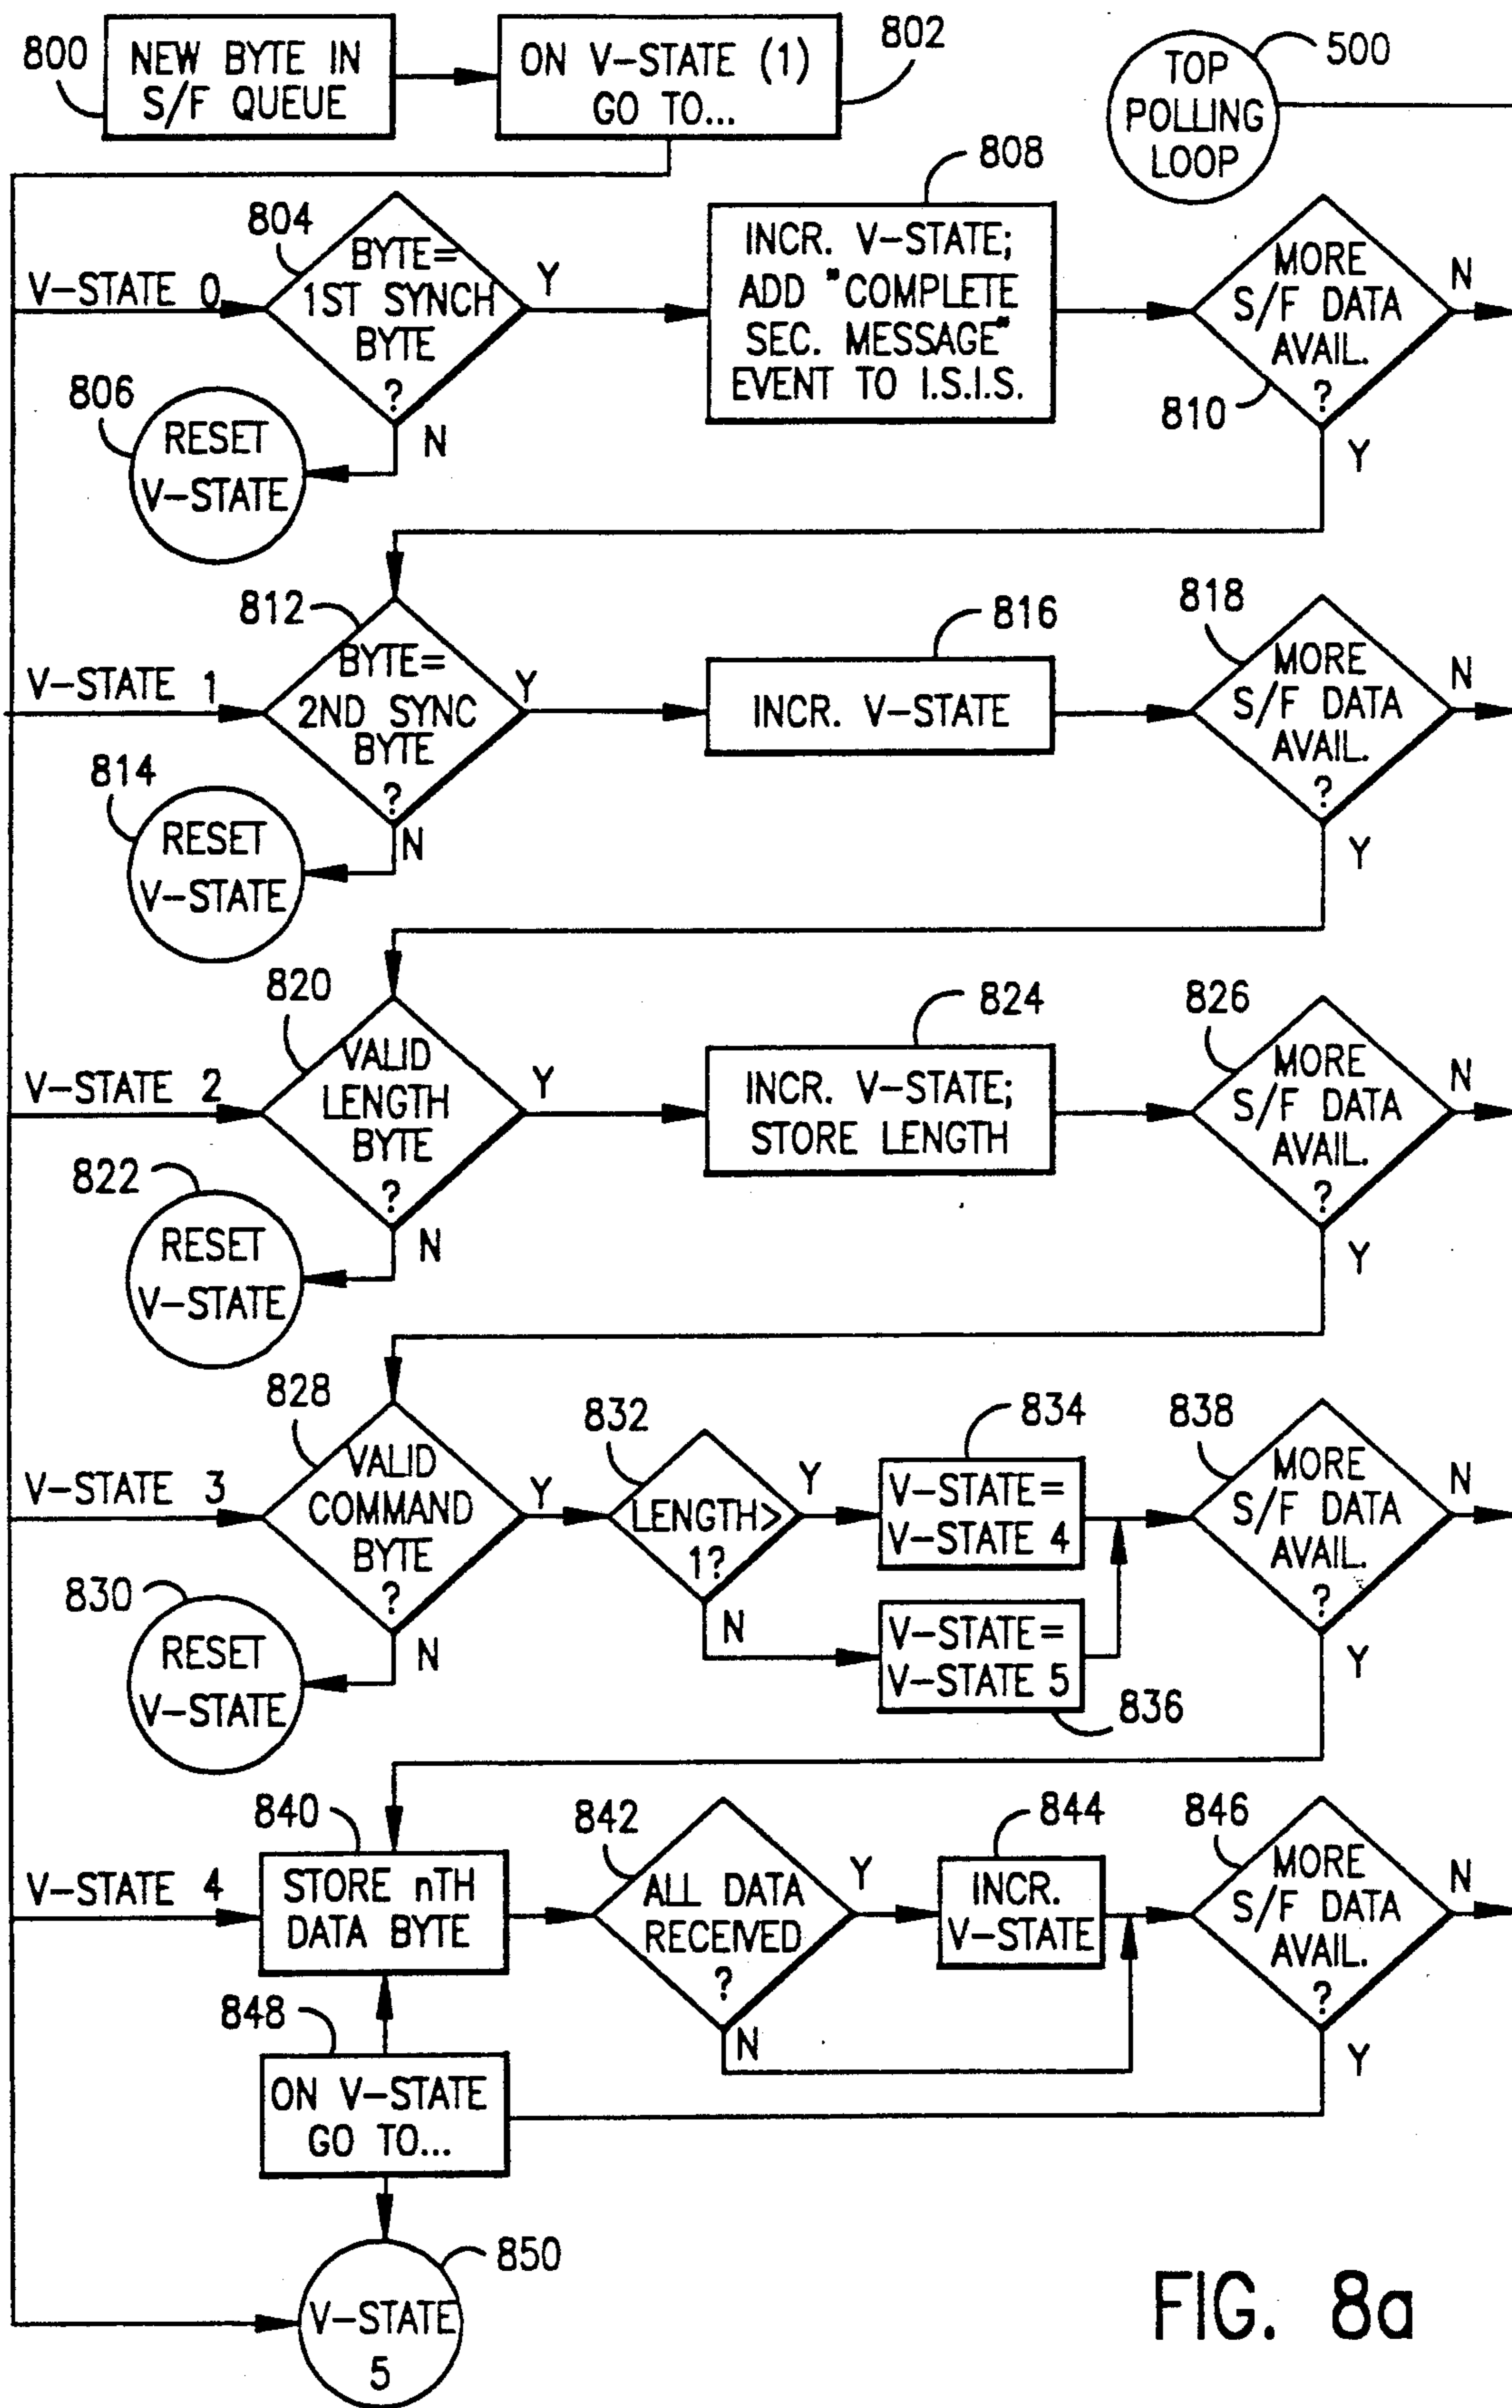 800
NEW BYTE IN
S/F QUEUE
ON V-STATE (1)
GO TO...
802
TOP
POLLING
LOOP
500
V-STATE 0
804
BYTE=
1ST SYNCH
BYTE
?
Y
N
806
RESET
V-STATE
808
INCR. V-STATE;
ADD "COMPLETE
SEC. MESSAGE"
EVENT TO I.S.I.S.
MORE
S/F DATA
AVAIL.
?
810
N
Y
V-STATE 1
812
BYTE=
2ND SYNC
BYTE
?
Y
N
814
RESET
V-STATE
816
INCR. V-STATE
818
MORE
S/F DATA
AVAIL.
?
N
Y
V-STATE 2
820
VALID
LENGTH
BYTE
?
Y
N
822
RESET
V-STATE
824
INCR. V-STATE;
STORE LENGTH
826
MORE
S/F DATA
AVAIL.
?
N
Y
V-STATE 3
828
VALID
COMMAND
BYTE
?
Y
N
830
RESET
V-STATE
832
LENGTH>
1?
Y
N
834
V-STATE=
V-STATE 4
V-STATE=
V-STATE 5
836
838
MORE
S/F DATA
AVAIL.
?
N
Y
V-STATE 4
840
STORE nTH
DATA BYTE
842
ALL DATA
RECEIVED
?
Y
N
844
INCR.
V-STATE
846
MORE
S/F DATA
AVAIL.
?
N
Y
848
ON V-STATE
GO TO...
850
V-STATE
5
FIG. 8a